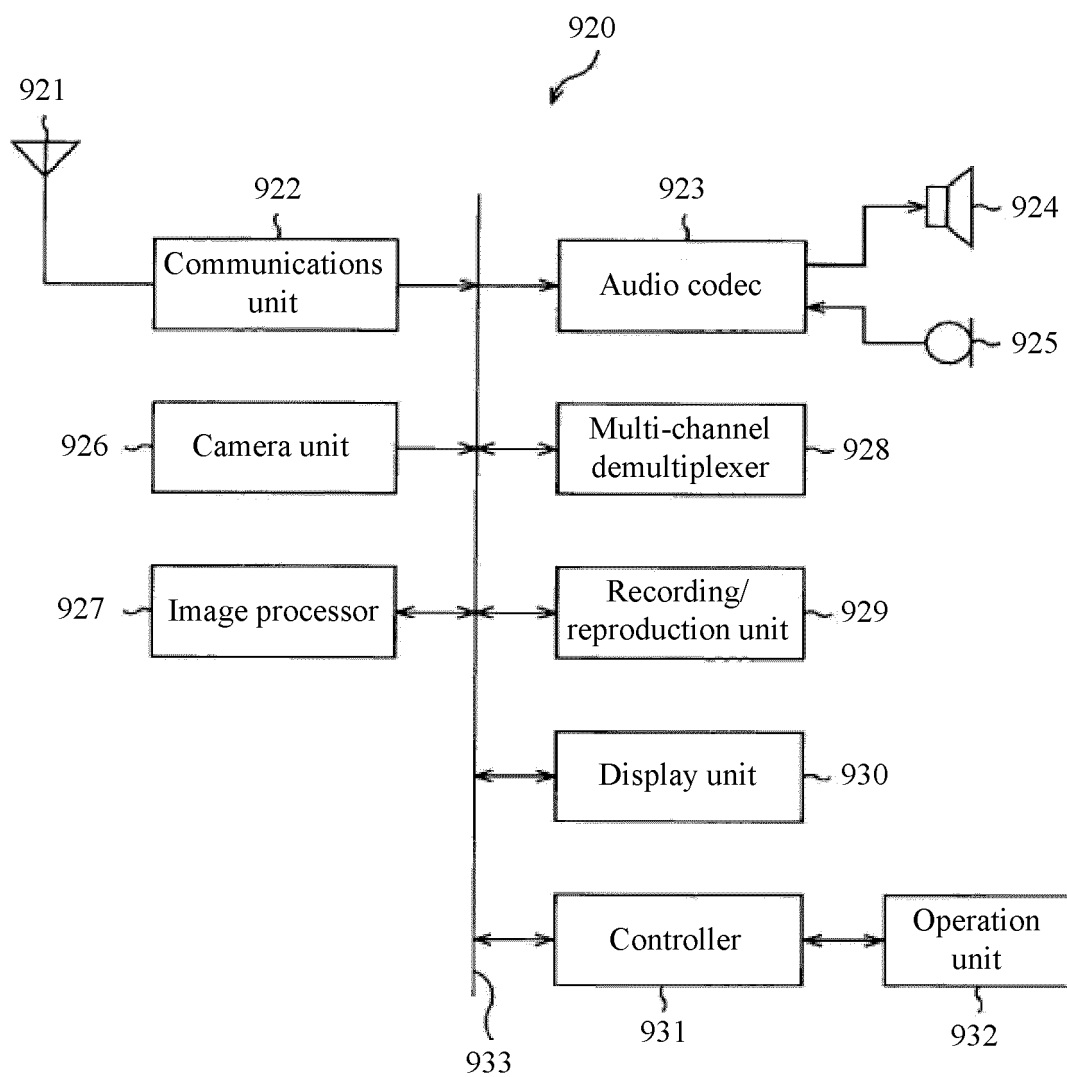 920
921
922
923
Communications
unit
Audio codec
924
925
926
Camera unit
Multi-channel
demultiplexer
928
927
Image processor
Recording/
reproduction unit
929
Display unit
930
Controller
Operation
unit
931
932
933